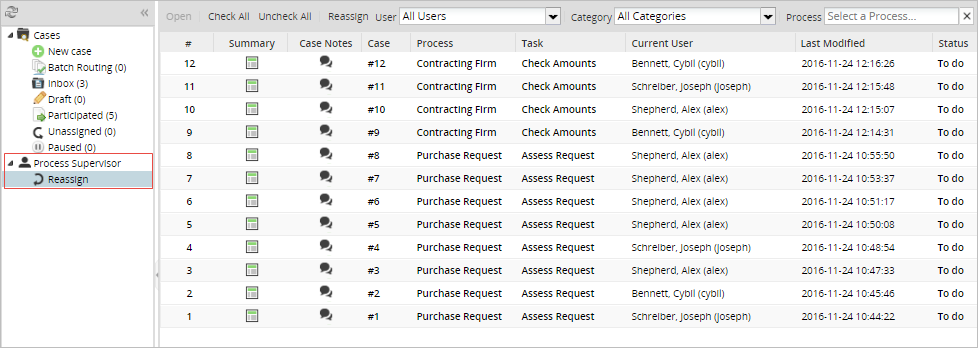 Open Check All Uncheck All Reassign User All Users Category All Categories Process Select a Process...
Cases
New case
Batch Routing (0)
Inbox (3)
Draft (0)
Participated (5)
Unassigned (0)
Paused (0)
Process Supervisor
Reassign
# Summary Case Notes Case Process Task Current User Last Modified Status
12 #12 Contracting Firm Check Amounts Bennett, Cybil (cybil) 2016-11-24 12:16:26 To do
11 #11 Contracting Firm Check Amounts Schreiber, Joseph (joseph) 2016-11-24 12:15:48 To do
10 #10 Contracting Firm Check Amounts Shepherd, Alex (alex) 2016-11-24 12:15:07 To do
9 #9 Contracting Firm Check Amounts Bennett, Cybil (cybil) 2016-11-24 12:14:31 To do
8 #8 Purchase Request Assess Request Shepherd, Alex (alex) 2016-11-24 10:55:50 To do
7 #7 Purchase Request Assess Request Shepherd, Alex (alex) 2016-11-24 10:53:37 To do
6 #6 Purchase Request Assess Request Shepherd, Alex (alex) 2016-11-24 10:51:17 To do
5 #5 Purchase Request Assess Request Shepherd, Alex (alex) 2016-11-24 10:50:08 To do
4 #4 Purchase Request Assess Request Schreiber, Joseph (joseph) 2016-11-24 10:48:54 To do
3 #3 Purchase Request Assess Request Shepherd, Alex (alex) 2016-11-24 10:47:33 To do
2 #2 Purchase Request Assess Request Bennett, Cybil (cybil) 2016-11-24 10:45:46 To do
1 #1 Purchase Request Assess Request Schreiber, Joseph (joseph) 2016-11-24 10:44:22 To do